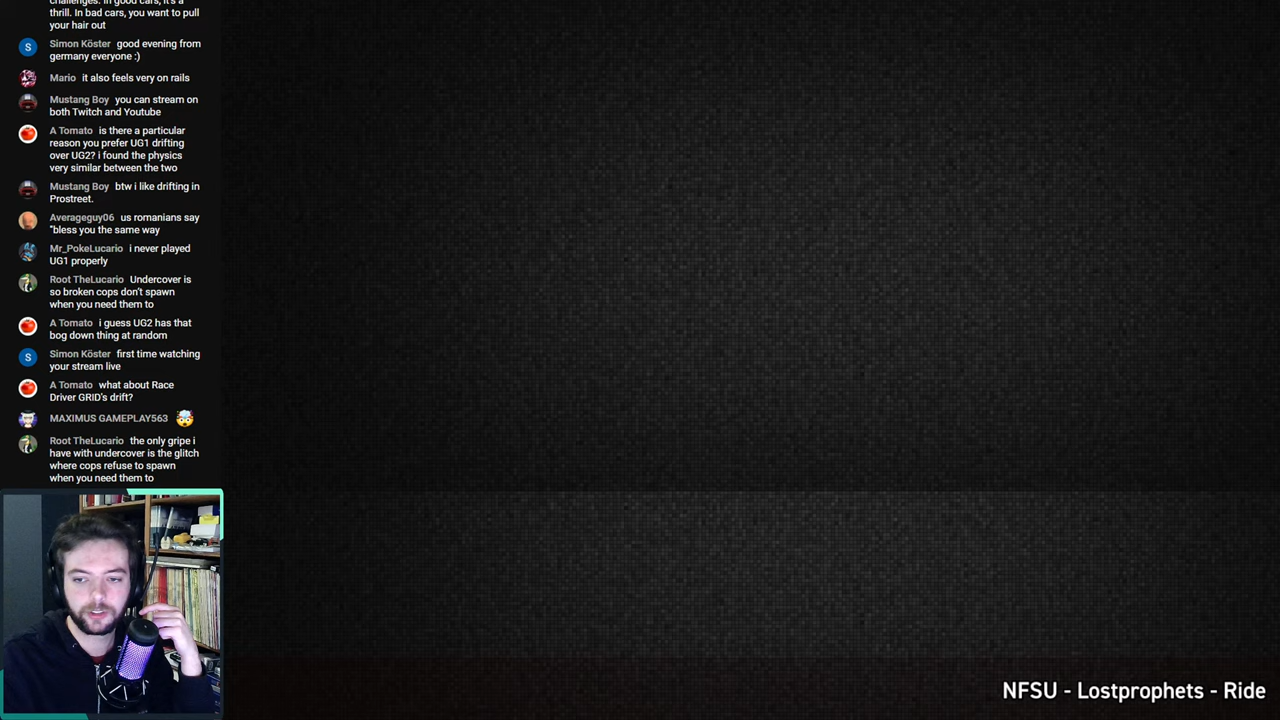 challenges. In good cars, it's a
thrill. In bad cars, you want to pull
your hair out
Simon Köster good evening from
germany everyone :)
Mario it also feels very on rails
Mustang Boy you can stream on
both Twitch and Youtube
A Tomato is there a particular
reason you prefer UG1 drifting
over UG2? i found the physics
very similar between the two
Mustang Boy btw i like drifting in
Prostreet.
Averageguy06 us romanians say
"bless you the same way
Mr_PokeLucario i never played
UG1 properly
Root TheLucario Undercover is
so broken cops don't spawn
when you need them to
A Tomato i guess UG2 has that
bog down thing at random
S
Simon Köster first time watching
your stream live
A Tomato what about Race
Driver GRID's drift?
MAXIMUS GAMEPLAY563
Root TheLucario the only gripe i
have with undercover is the glitch
where cops refuse to spawn
when you need them to
NFSU - Lostprophets - Ride